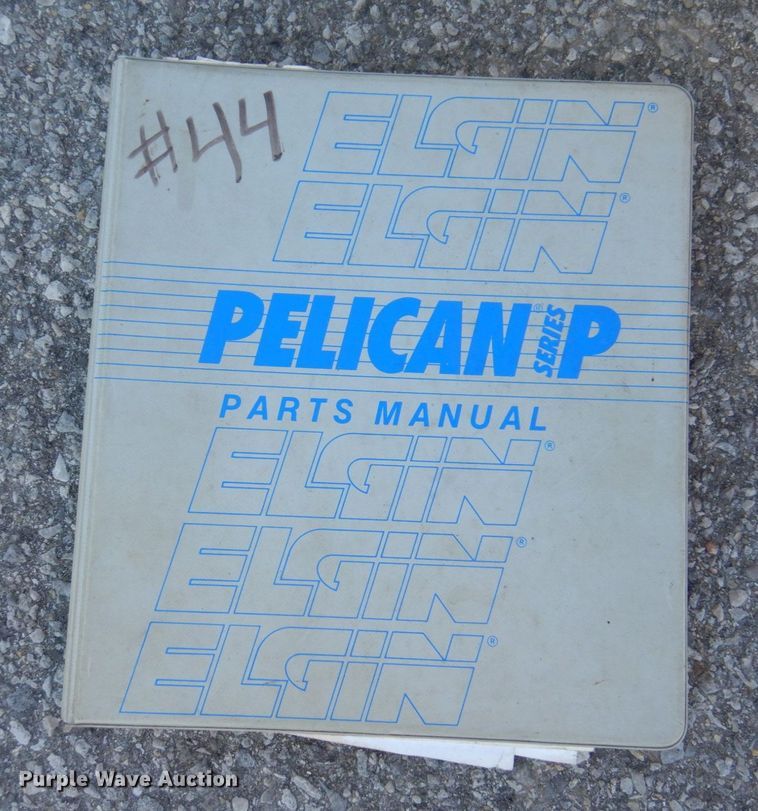 #44
ELGIN®
ELGIN®
PELICAN® SERIES P
PARTS MANUAL
ELGIN®
ELGIN®
ELGIN®
Purple Wave Auction